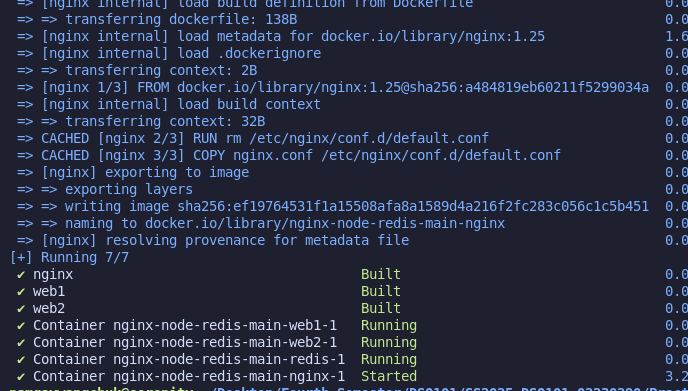 => [nginx internal] load build definition from Dockerfile 0.0
=> => transferring dockerfile: 138B 0.0
=> [nginx internal] load metadata for docker.io/library/nginx:1.25 1.6
=> [nginx internal] load .dockerignore 0.0
=> => transferring context: 2B 0.0
=> [nginx 1/3] FROM docker.io/library/nginx:1.25@sha256:a484819eb60211f5299034a 0.0
=> [nginx internal] load build context 0.0
=> => transferring context: 32B 0.0
=> CACHED [nginx 2/3] RUN rm /etc/nginx/conf.d/default.conf 0.0
=> CACHED [nginx 3/3] COPY nginx.conf /etc/nginx/conf.d/default.conf 0.0
=> [nginx] exporting to image 0.0
=> => exporting layers 0.0
=> => writing image sha256:ef19764531f1a15508afa8a1589d4a216f2fc283c056c1c5b451 0.0
=> => naming to docker.io/library/nginx-node-redis-main-nginx 0.0
=> [nginx] resolving provenance for metadata file 0.0
[+] Running 7/7
✔ nginx Built 0.0
✔ web1 Built 0.0
✔ web2 Built 0.0
✔ Container nginx-node-redis-main-web1-1 Running 0.0
✔ Container nginx-node-redis-main-web2-1 Running 0.0
✔ Container nginx-node-redis-main-redis-1 Running 0.0
✔ Container nginx-node-redis-main-nginx-1 Started 3.2